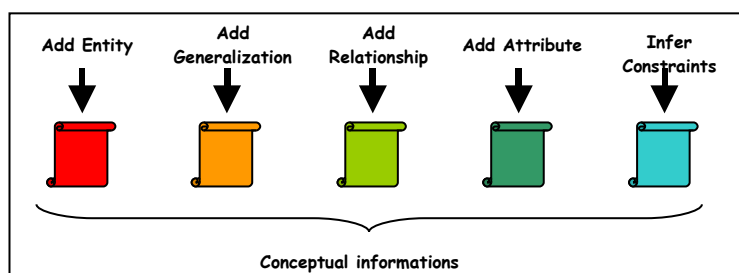 Add Entity
Add
Generalization
Add
Relationship
Add Attribute
Infer
Constraints
Conceptual informations